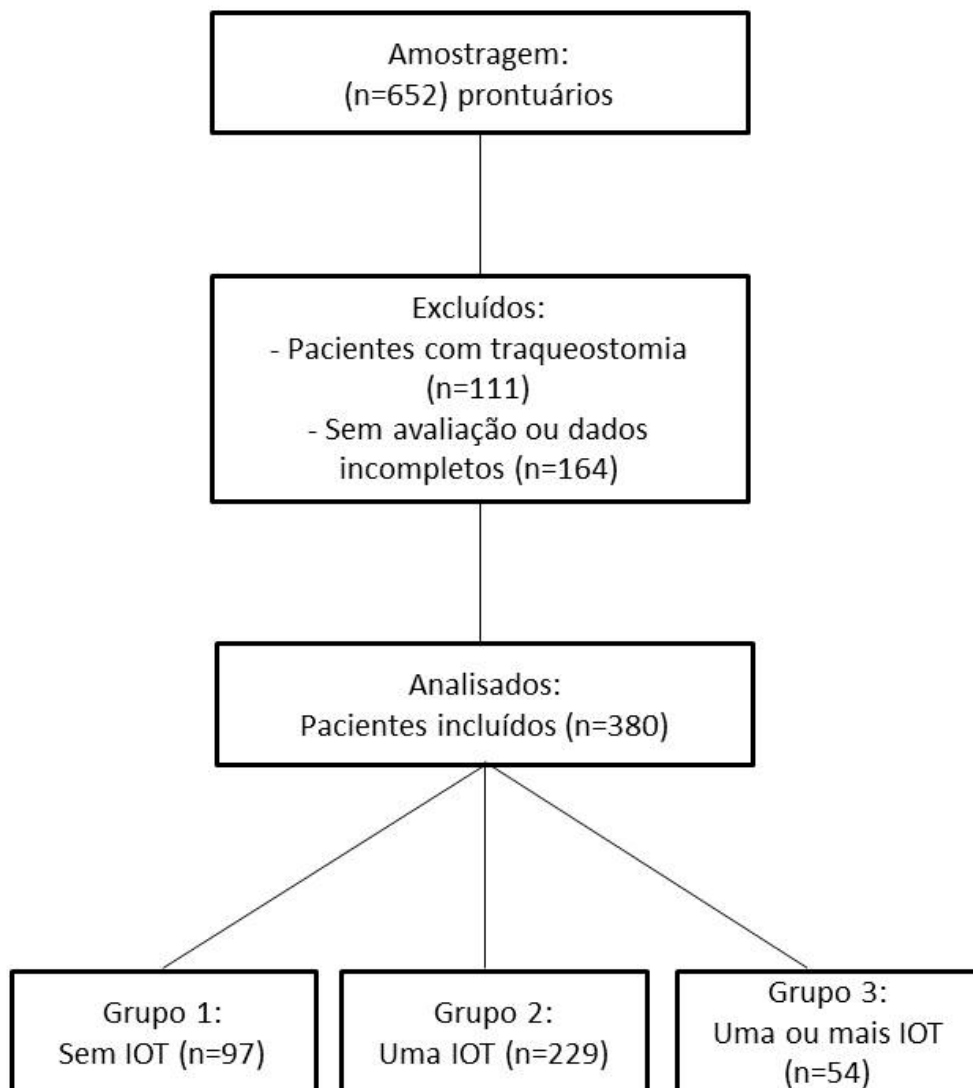 Amostragem:
(n=652) prontuários
Excluídos:
- Pacientes com traqueostomia
(n=111)
- Sem avaliação ou dados
incompletos (n=164)
Analisados:
Pacientes incluídos (n=380)
Grupo 1:
Sem IOT (n=97)
Grupo 2:
Uma IOT (n=229)
Grupo 3:
Uma ou mais IOT
(n=54)